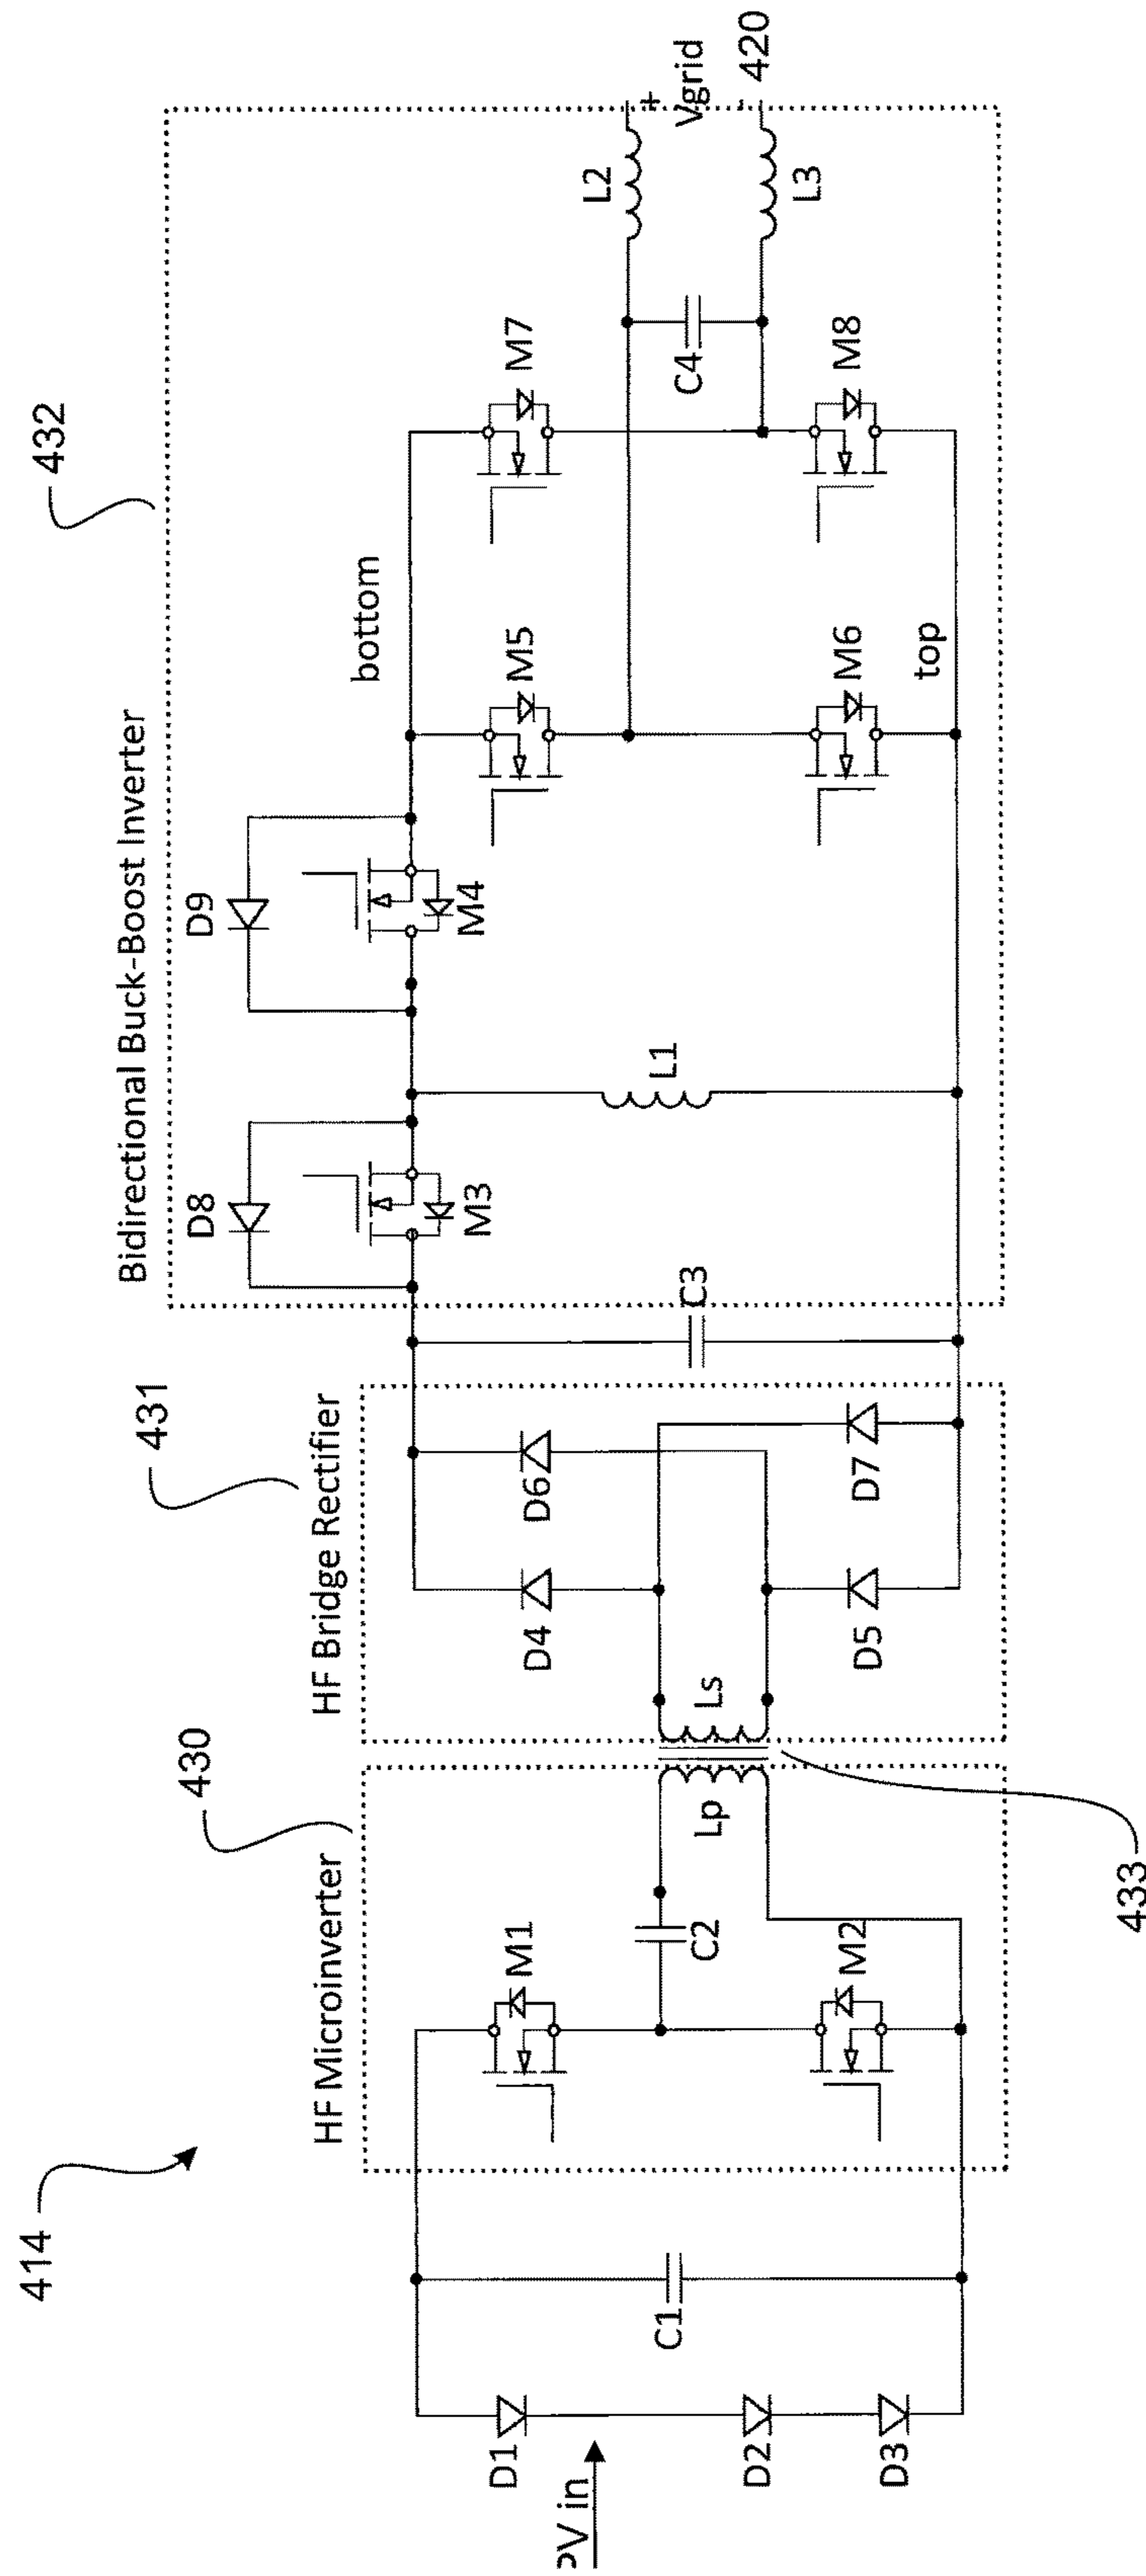 414
PV in
D1
D2
D3
C1
HF Microinverter
430
M1
M2
C2
Lp
433
HF Bridge Rectifier
431
Ls
D4
D5
D6
D7
C3
Bidirectional Buck-Boost Inverter
432
D8
M3
L1
D9
M4
bottom
top
M5
M6
M7
M8
C4
L2
L3
+
Vgrid
-
420